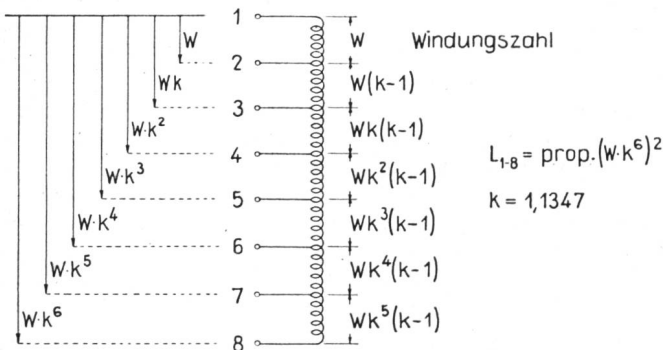 1
W W Windungszahl
2
Wk W(k-1)
3
W·k² Wk(k-1)
4
W·k³ Wk²(k-1) L₁₋₈ = prop.(W·k⁶)²
5 k = 1,1347
W·k⁴ Wk³(k-1)
6
W·k⁵ Wk⁴(k-1)
7
W·k⁶ Wk⁵(k-1)
8